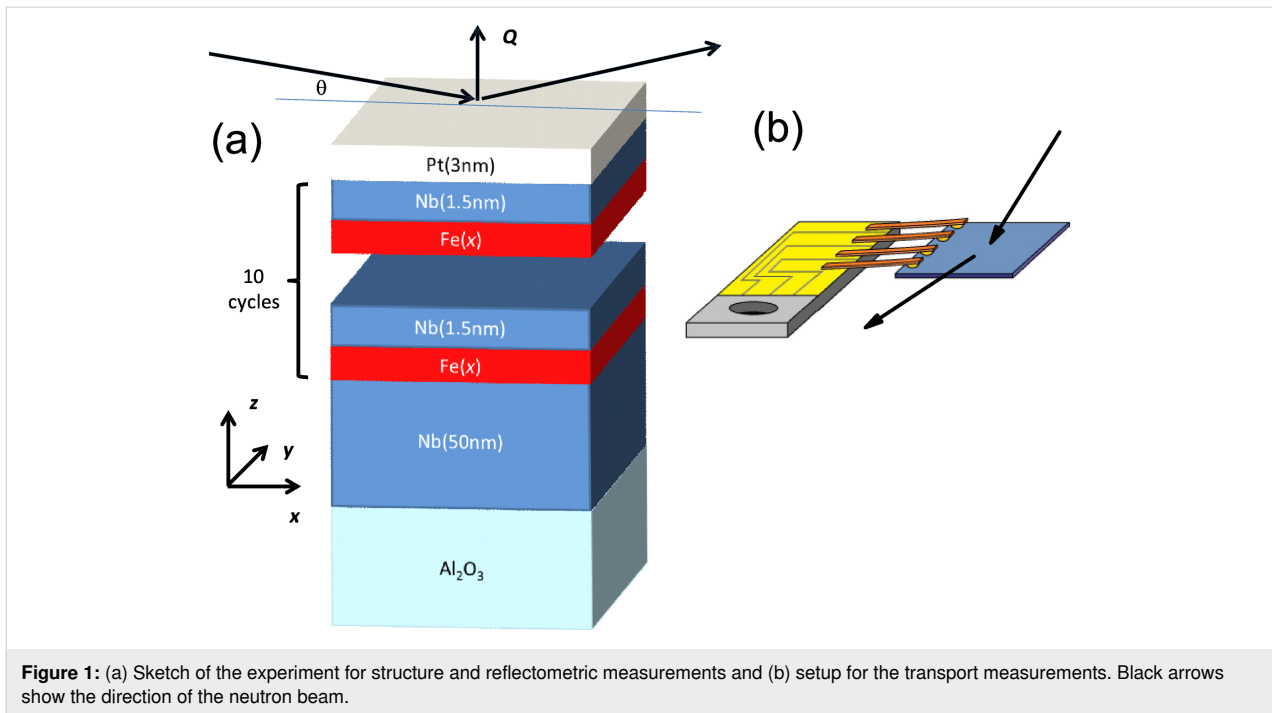 Q
θ
(a)
(b)
Pt(3nm)
Nb(1.5nm)
Fe(x)
10
cycles
Nb(1.5nm)
Fe(x)
z
y
x
Nb(50nm)
Al₂O₃
Figure 1: (a) Sketch of the experiment for structure and reflectometric measurements and (b) setup for the transport measurements. Black arrows
show the direction of the neutron beam.